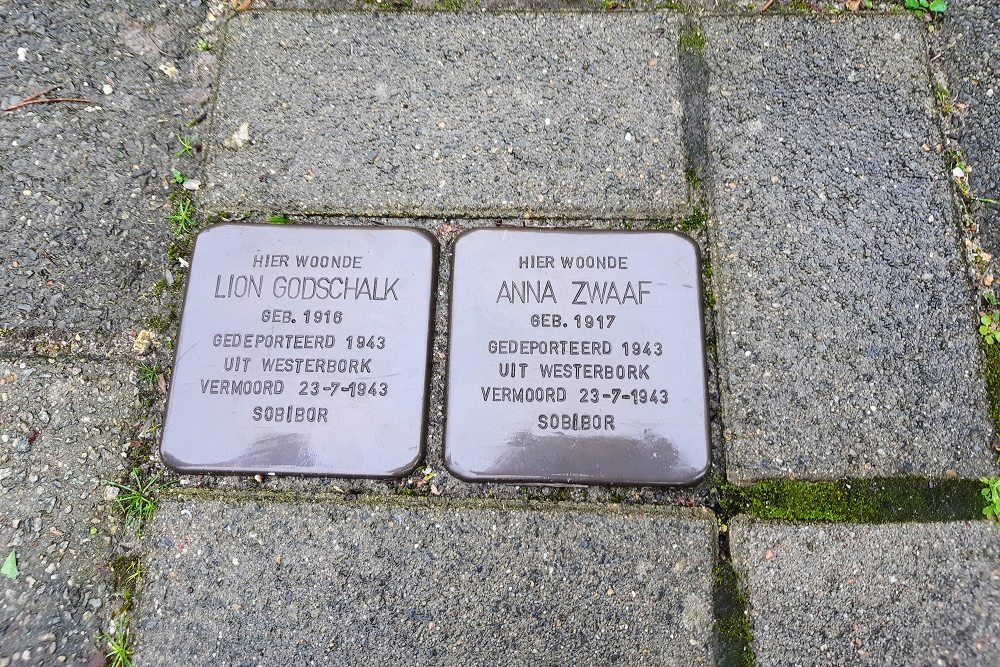 HIER WOONDE
LION GODSCHALK
GEB. 1916
GEDEPORTEERD 1943
UIT WESTERBORK
VERMOORD 23-7-1943
SOBIBOR
HIER WOONDE
ANNA ZWAAF
GEB. 1917
GEDEPORTEERD 1943
UIT WESTERBORK
VERMOORD 23-7-1943
SOBIBOR